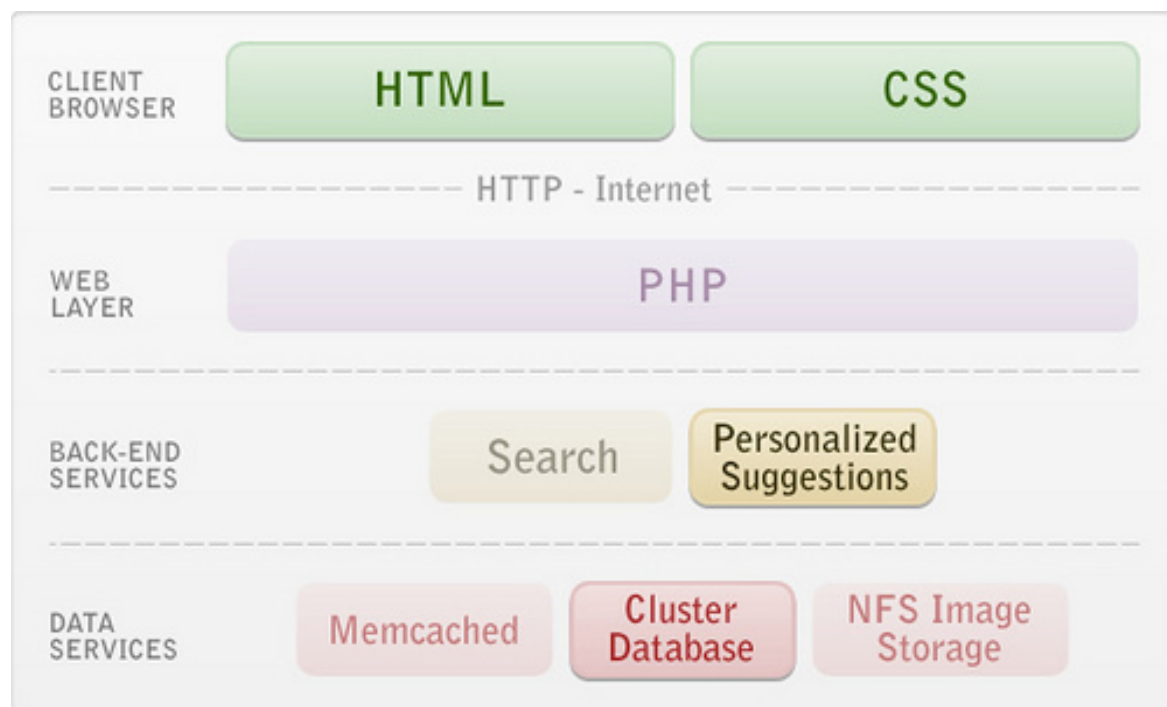 CLIENT
BROWSER
HTML
CSS
HTTP - Internet
WEB
LAYER
PHP
BACK-END
SERVICES
Search
Personalized
Suggestions
DATA
SERVICES
Memcached
Cluster
Database
NFS Image
Storage